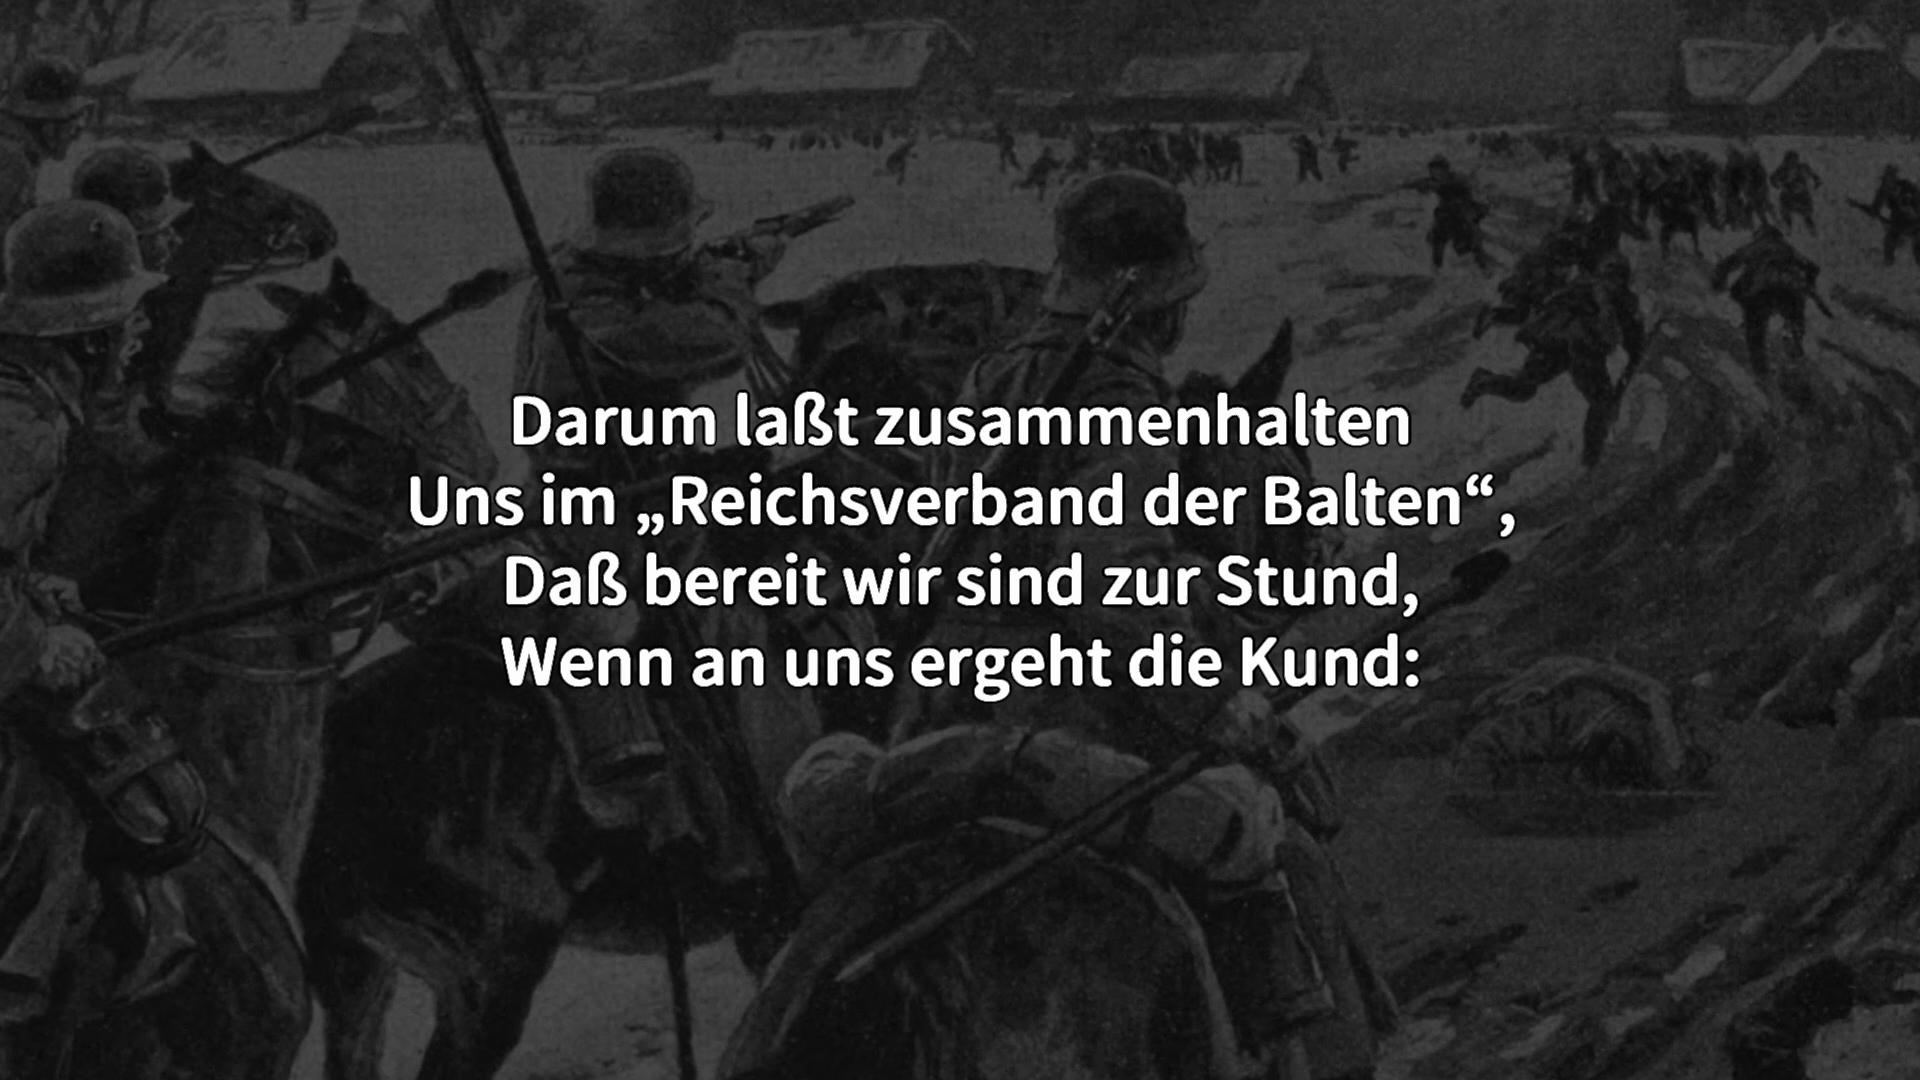 Darum laßt zusammenhalten
Uns im „Reichsverband der Balten“,
Daß bereit wir sind zur Stund,
Wenn an uns ergeht die Kund: